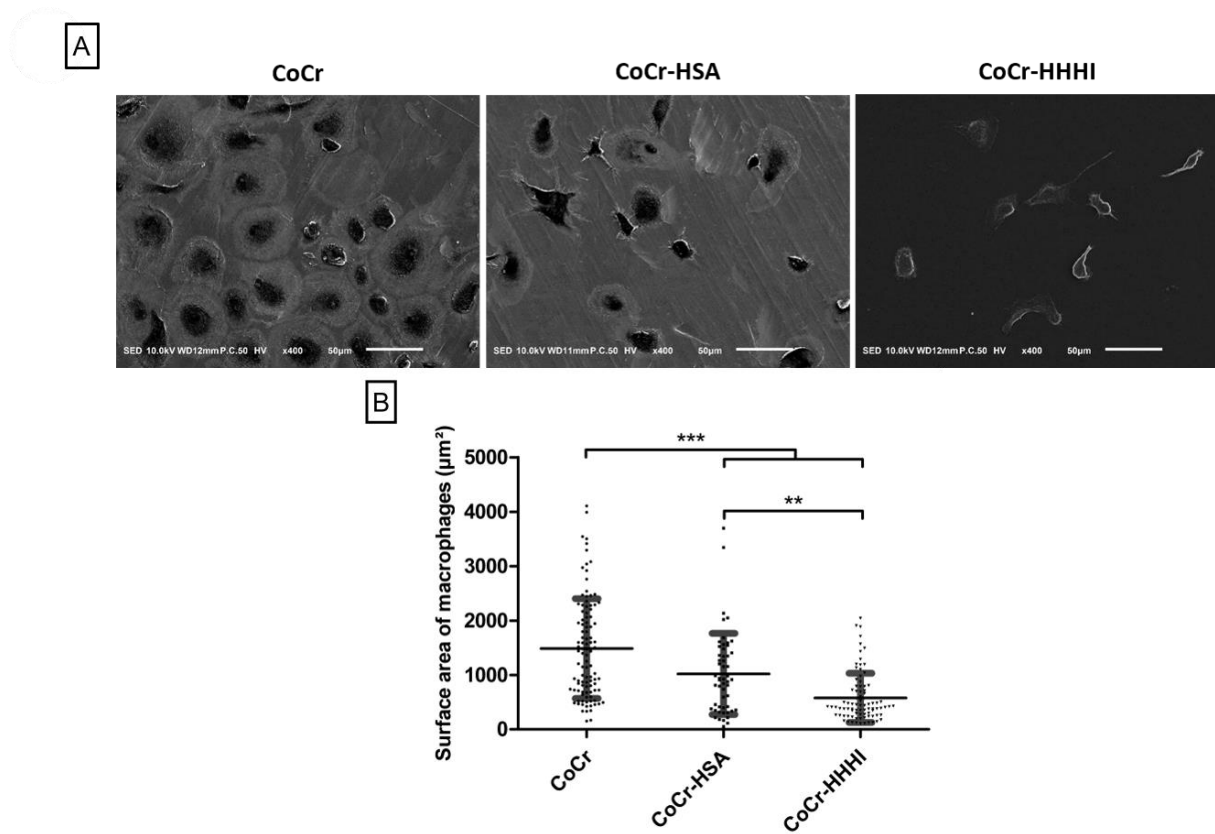 A
CoCr
CoCr-HSA
CoCr-HHHI
SED 10.0kV WD12mm P.C.50 HV x400 50µm
SED 10.0kV WD11mm P.C.50 HV x400 50µm
SED 10.0kV WD12mm P.C.50 HV x400 50µm
B
Surface area of macrophages (µm²)
5000
4000
3000
2000
1000
0
***
**
CoCr
CoCr-HSA
CoCr-HHHI